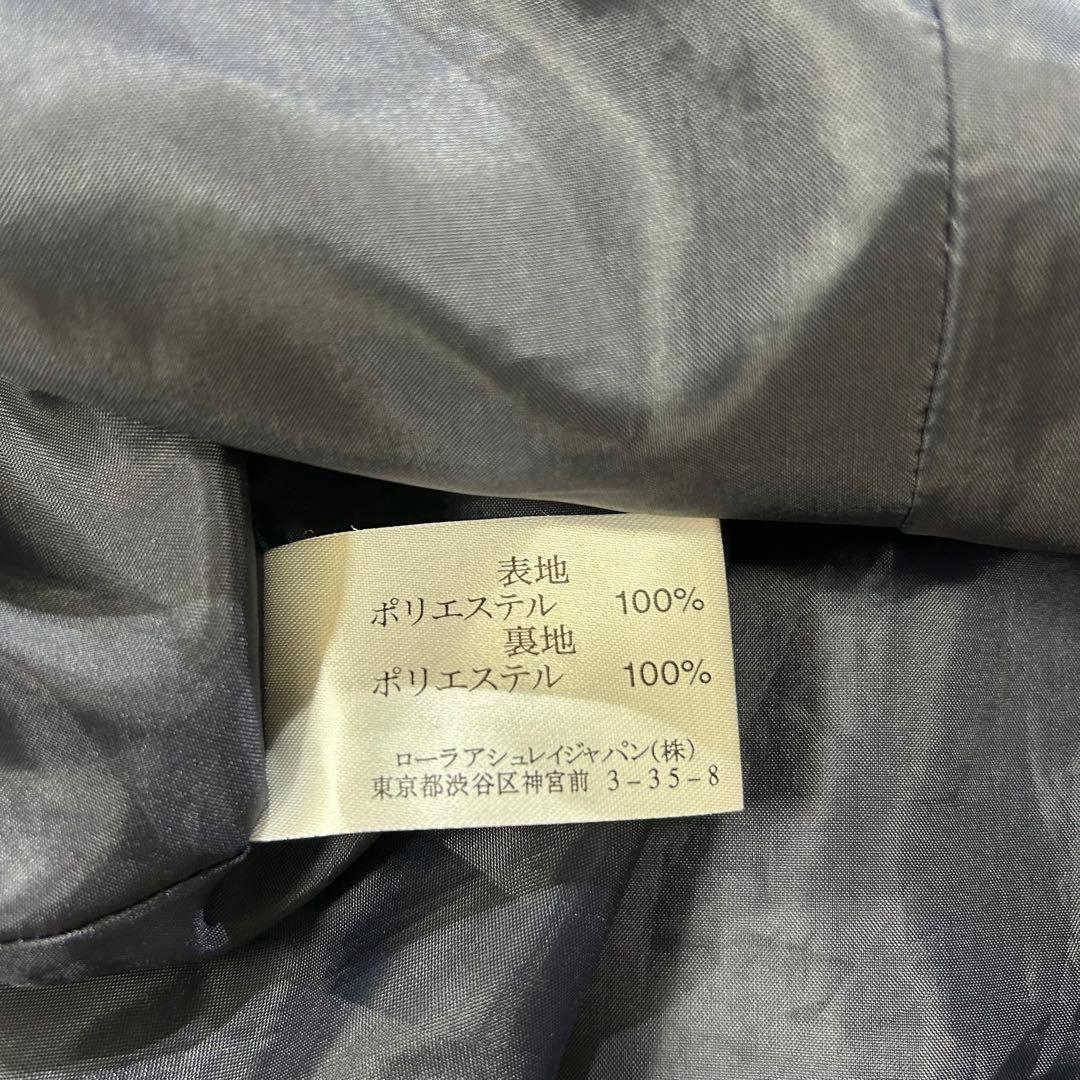 表地
ポリエステル 100%
裏地
ポリエステル 100%
ローラアシュレイジャパン(株)
東京都渋谷区神宮前 3-35-8